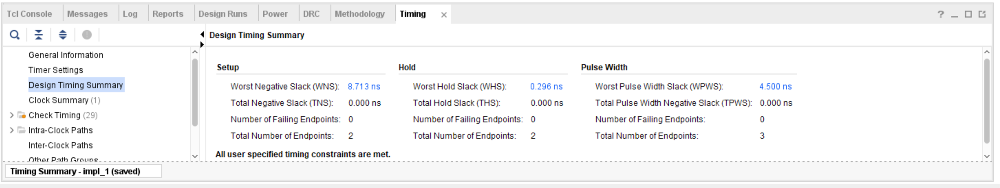 Tcl Console Messages Log Reports Design Runs Power DRC Methodology Timing × ?
Design Timing Summary
General Information
Timer Settings
Design Timing Summary
Clock Summary (1)
Check Timing (29)
Intra-Clock Paths
Inter-Clock Paths
Other Path Groups
Setup Hold Pulse Width
Worst Negative Slack (WNS): 8.713 ns Worst Hold Slack (WHS): 0.296 ns Worst Pulse Width Slack (WPWS): 4.500 ns
Total Negative Slack (TNS): 0.000 ns Total Hold Slack (THS): 0.000 ns Total Pulse Width Negative Slack (TPWS): 0.000 ns
Number of Failing Endpoints: 0 Number of Failing Endpoints: 0 Number of Failing Endpoints: 0
Total Number of Endpoints: 2 Total Number of Endpoints: 2 Total Number of Endpoints: 3
All user specified timing constraints are met.
Timing Summary - impl_1 (saved)